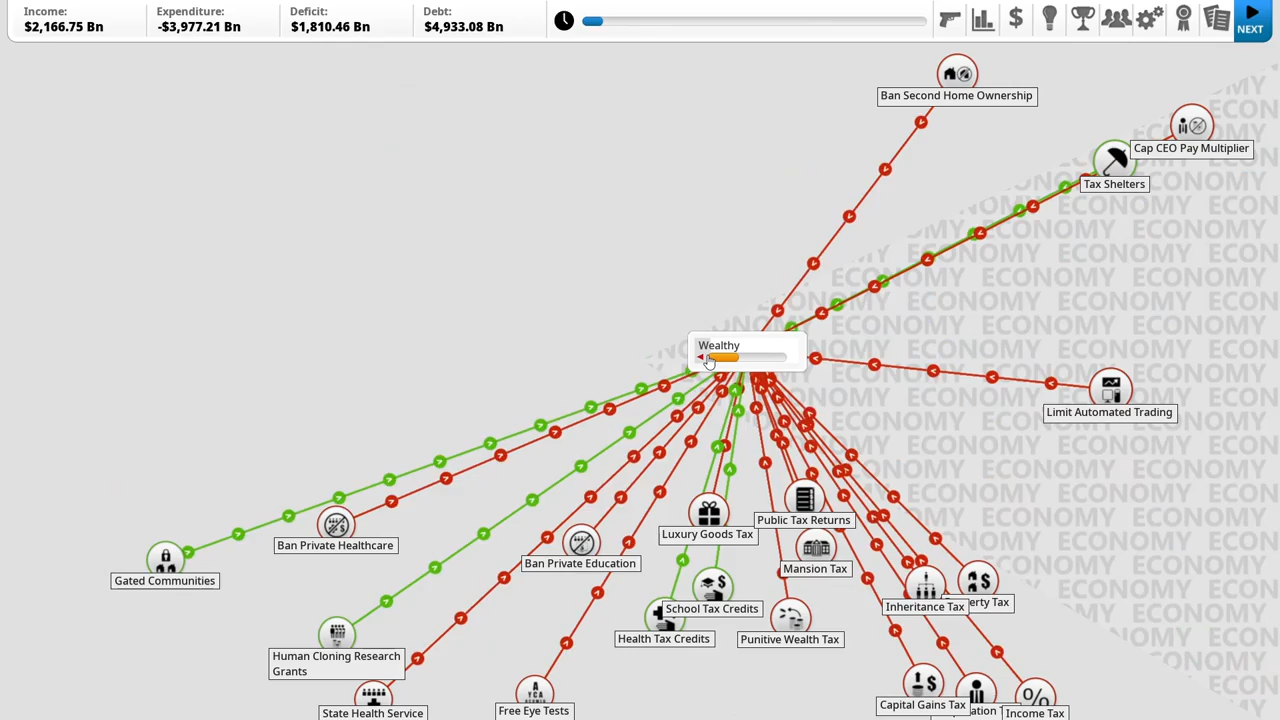 Income: Expenditure: Deficit: Debt:
$2,166.75 Bn -$3,977.21 Bn $1,810.46 Bn $4,933.08 Bn
NEXT
Ban Second Home Ownership
Cap CEO Pay Multiplier
Tax Shelters
Wealthy
Limit Automated Trading
Luxury Goods Tax
Public Tax Returns
Ban Private Healthcare
Ban Private Education
Mansion Tax
Gated Communities
School Tax Credits
Inheritance Tax
Health Tax Credits
Punitive Wealth Tax
Human Cloning Research
Grants
State Health Service
Free Eye Tests
Capital Gains Tax
Income Tax
ECONOMY ECONOMY ECONOMY